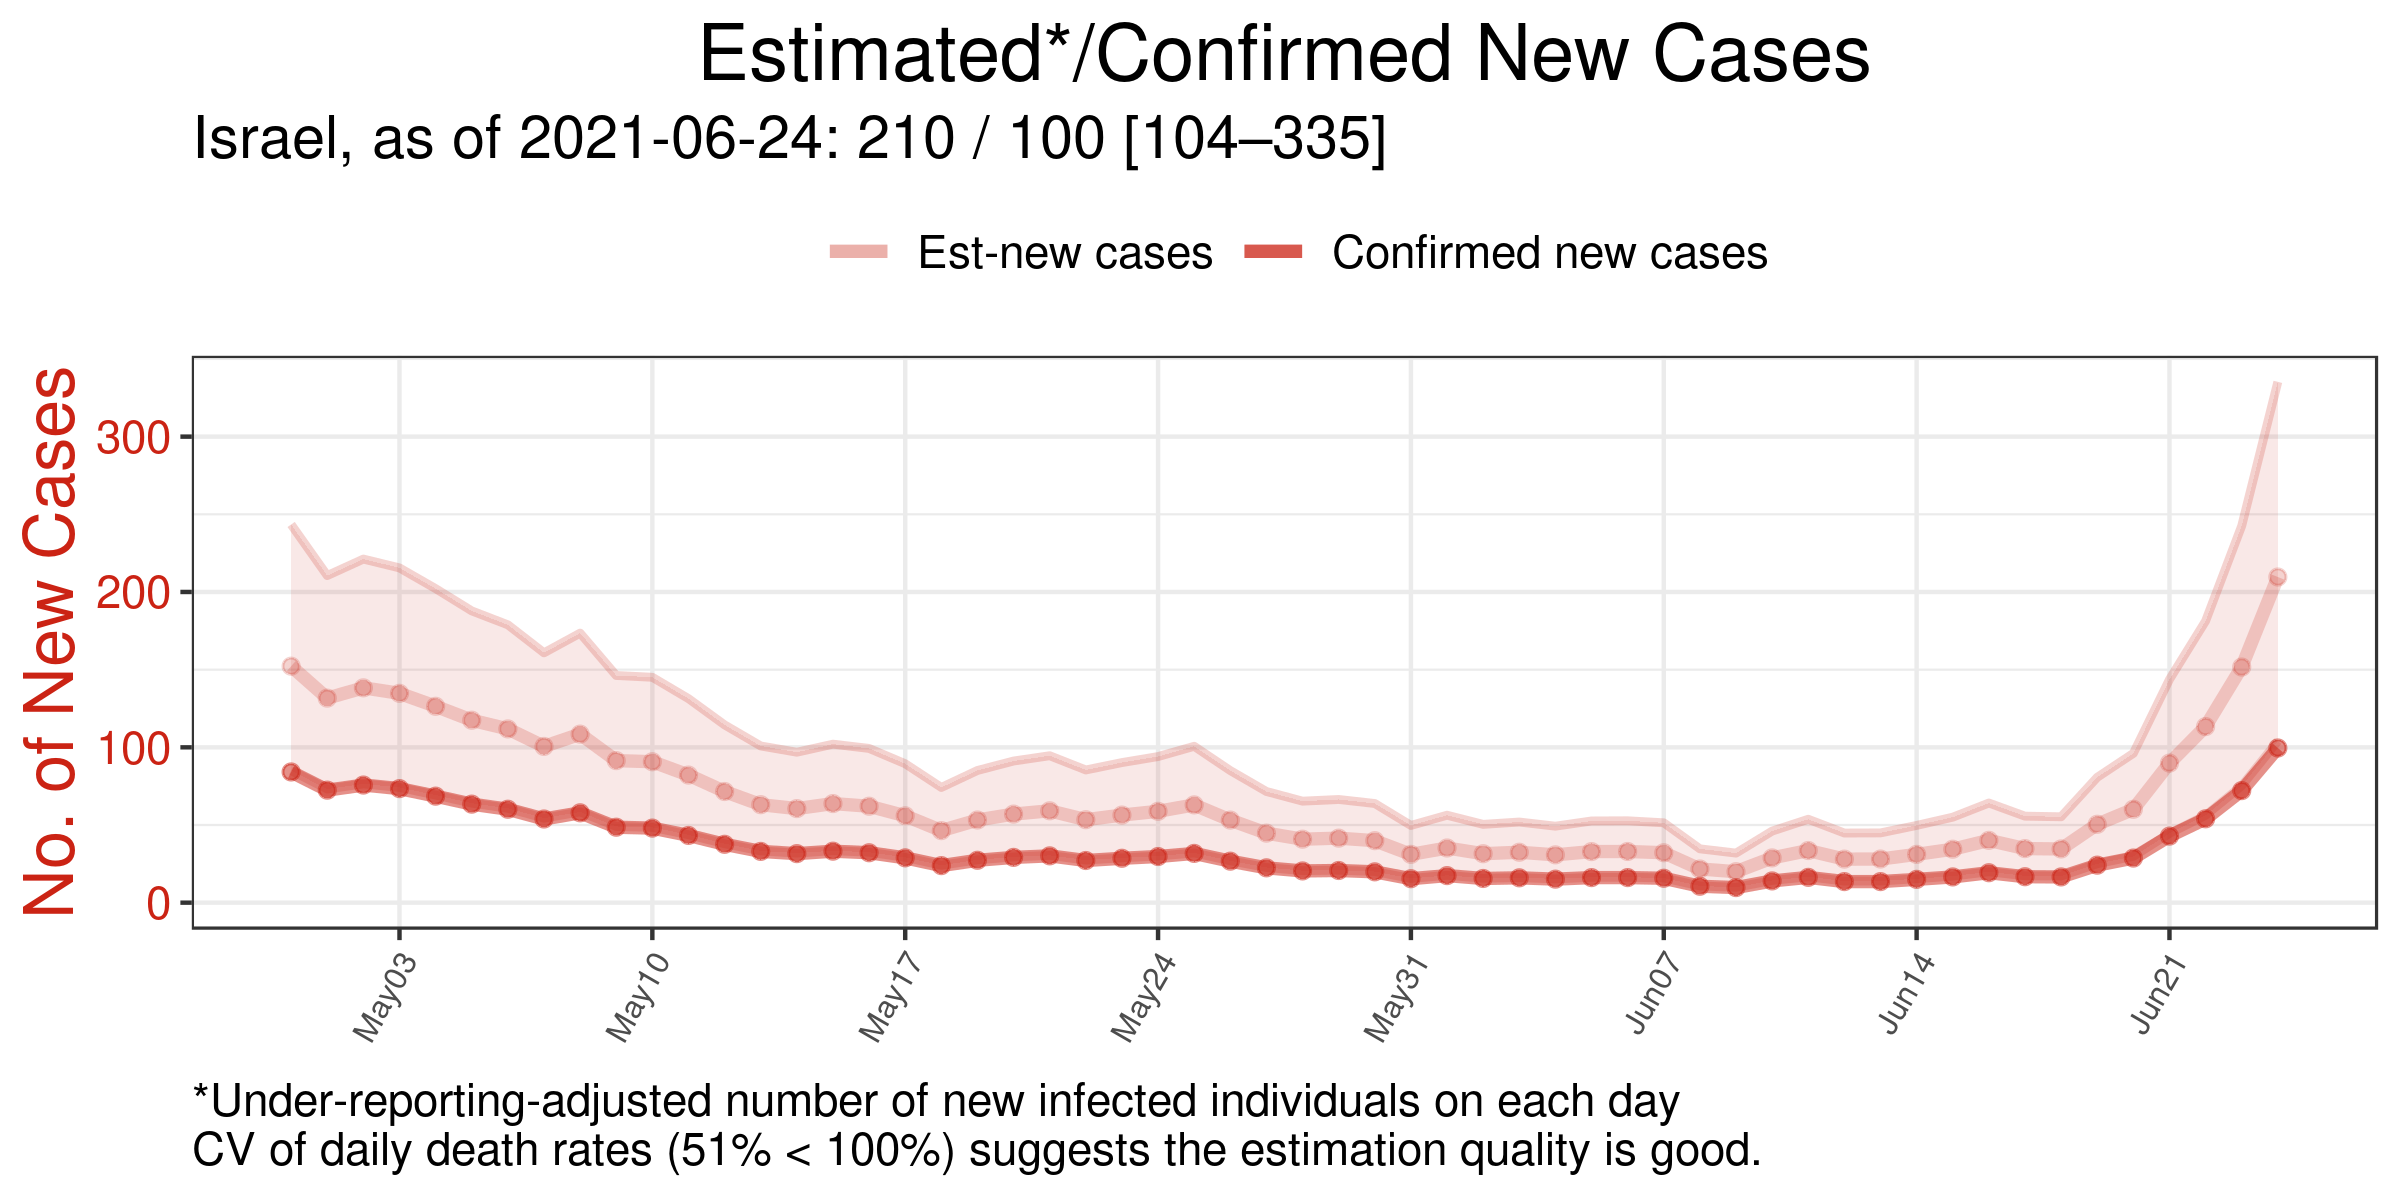 Estimated*/Confirmed New Cases
Israel, as of 2021-06-24: 210 / 100 [104–335]
Est-new cases
Confirmed new cases
No. of New Cases
300
200
100
0
May03
May10
May17
May24
May31
Jun07
Jun14
Jun21
*Under-reporting-adjusted number of new infected individuals on each day
CV of daily death rates (51% < 100%) suggests the estimation quality is good.